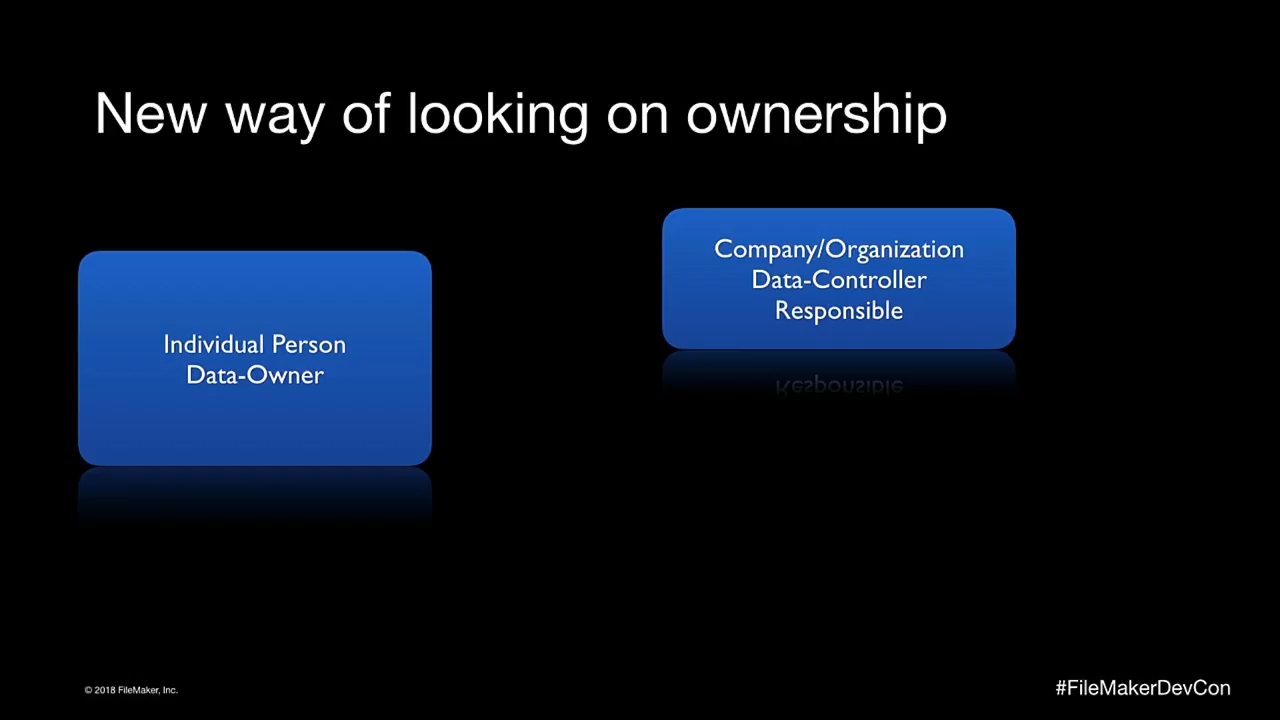 New way of looking on ownership
Individual Person
Data-Owner
Company/Organization
Data-Controller
Responsible
© 2018 FileMaker, Inc.
#FileMakerDevCon